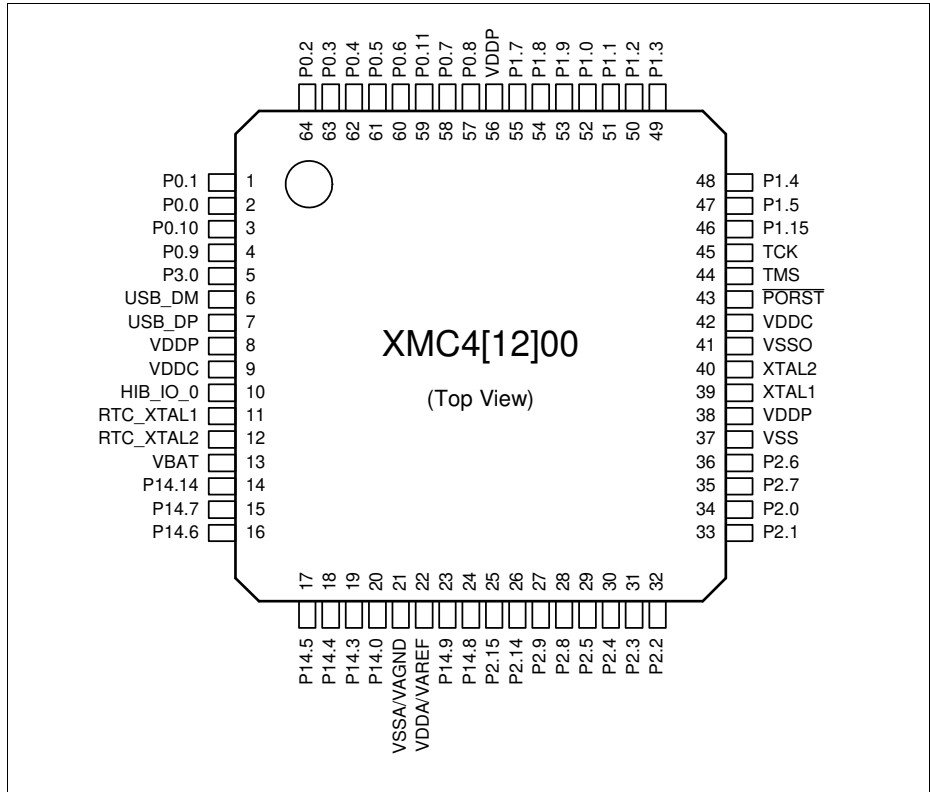 P0.2
P0.3
P0.4
P0.5
P0.6
P0.11
P0.7
P0.8
VDDP
P1.7
P1.8
P1.9
P1.0
P1.1
P1.2
P1.3
64
63
62
61
60
59
58
57
56
55
54
53
52
51
50
49
P0.1 1
P0.0 2
P0.10 3
P0.9 4
P3.0 5
USB_DM 6
USB_DP 7
VDDP 8
VDDC 9
HIB_IO_0 10
RTC_XTAL1 11
RTC_XTAL2 12
VBAT 13
P14.14 14
P14.7 15
P14.6 16
XMC4[12]00
(Top View)
48 P1.4
47 P1.5
46 P1.15
45 TCK
44 TMS
43 PORST
42 VDDC
41 VSSO
40 XTAL2
39 XTAL1
38 VDDP
37 VSS
36 P2.6
35 P2.7
34 P2.0
33 P2.1
17
18
19
20
21
22
23
24
25
26
27
28
29
30
31
32
P14.5
P14.4
P14.3
P14.0
VSSA/VAGND
VDDA/VAREF
P14.9
P14.8
P2.15
P2.14
P2.9
P2.8
P2.5
P2.4
P2.3
P2.2